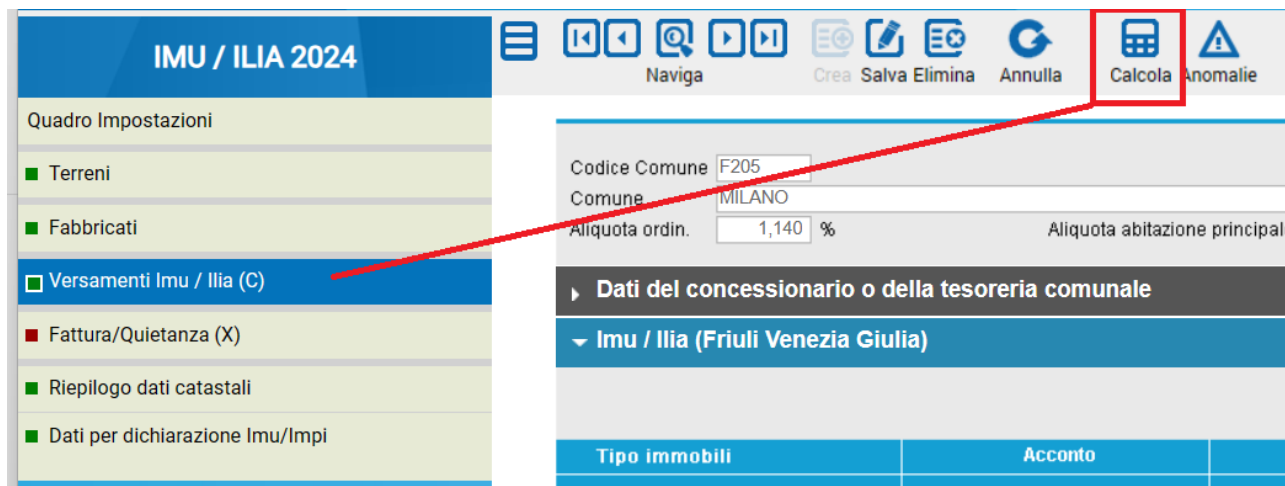 IMU / ILIA 2024
Quadro Impostazioni
Terreni
Fabbricati
Versamenti Imu / Ilia (C)
Fattura/Quietanza (X)
Riepilogo dati catastali
Dati per dichiarazione Imu/Impi
Naviga
Crea Salva Elimina Annulla Calcola Anomalie
Codice Comune F205
Comune MILANO
Aliquota ordin. 1,140 % Aliquota abitazione principal
Dati del concessionario o della tesoreria comunale
Imu / Ilia (Friuli Venezia Giulia)
Tipo immobili Acconto